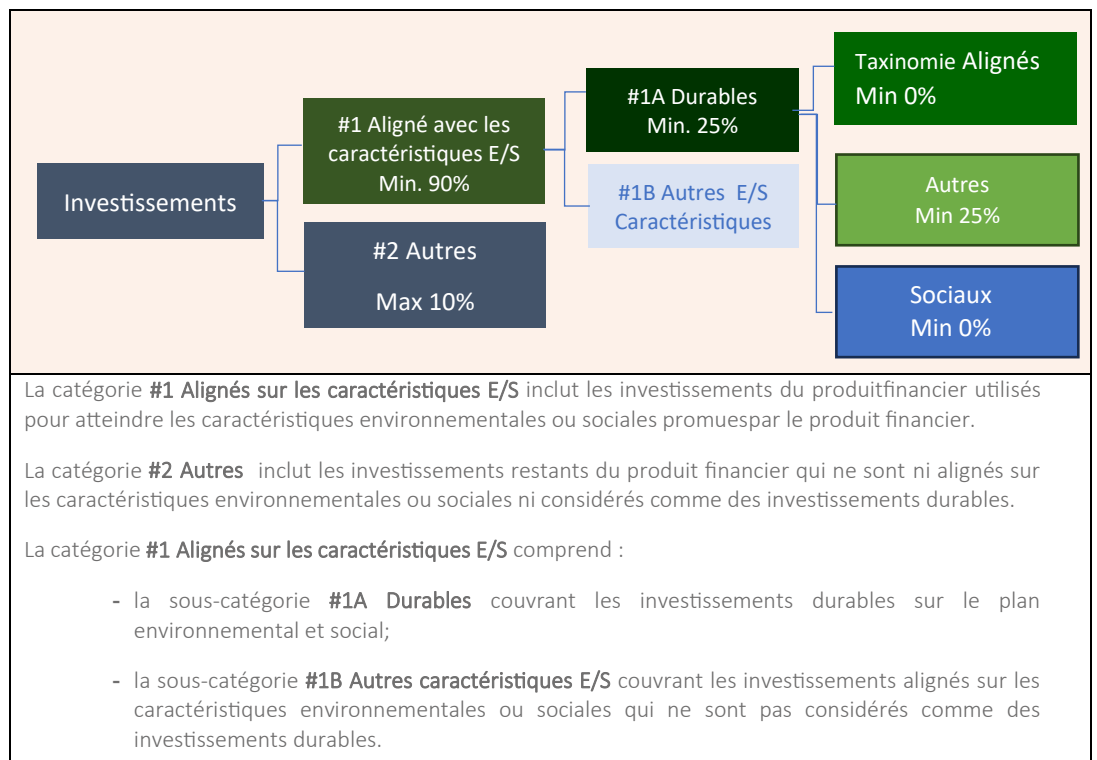 Investissements
#1 Aligné avec les
caractéristiques E/S
Min. 90%
#2 Autres
Max 10%
#1A Durables
Min. 25%
#1B Autres E/S
Caractéristiques
Taxinomie Alignés
Min 0%
Autres
Min 25%
Sociaux
Min 0%
La catégorie #1 Alignés sur les caractéristiques E/S inclut les investissements du produitfinancier utilisés
pour atteindre les caractéristiques environnementales ou sociales promuespar le produit financier.
La catégorie #2 Autres inclut les investissements restants du produit financier qui ne sont ni alignés sur
les caractéristiques environnementales ou sociales ni considérés comme des investissements durables.
La catégorie #1 Alignés sur les caractéristiques E/S comprend :
- la sous-catégorie #1A Durables couvrant les investissements durables sur le plan
environnemental et social;
- la sous-catégorie #1B Autres caractéristiques E/S couvrant les investissements alignés sur les
caractéristiques environnementales ou sociales qui ne sont pas considérés comme des
investissements durables.